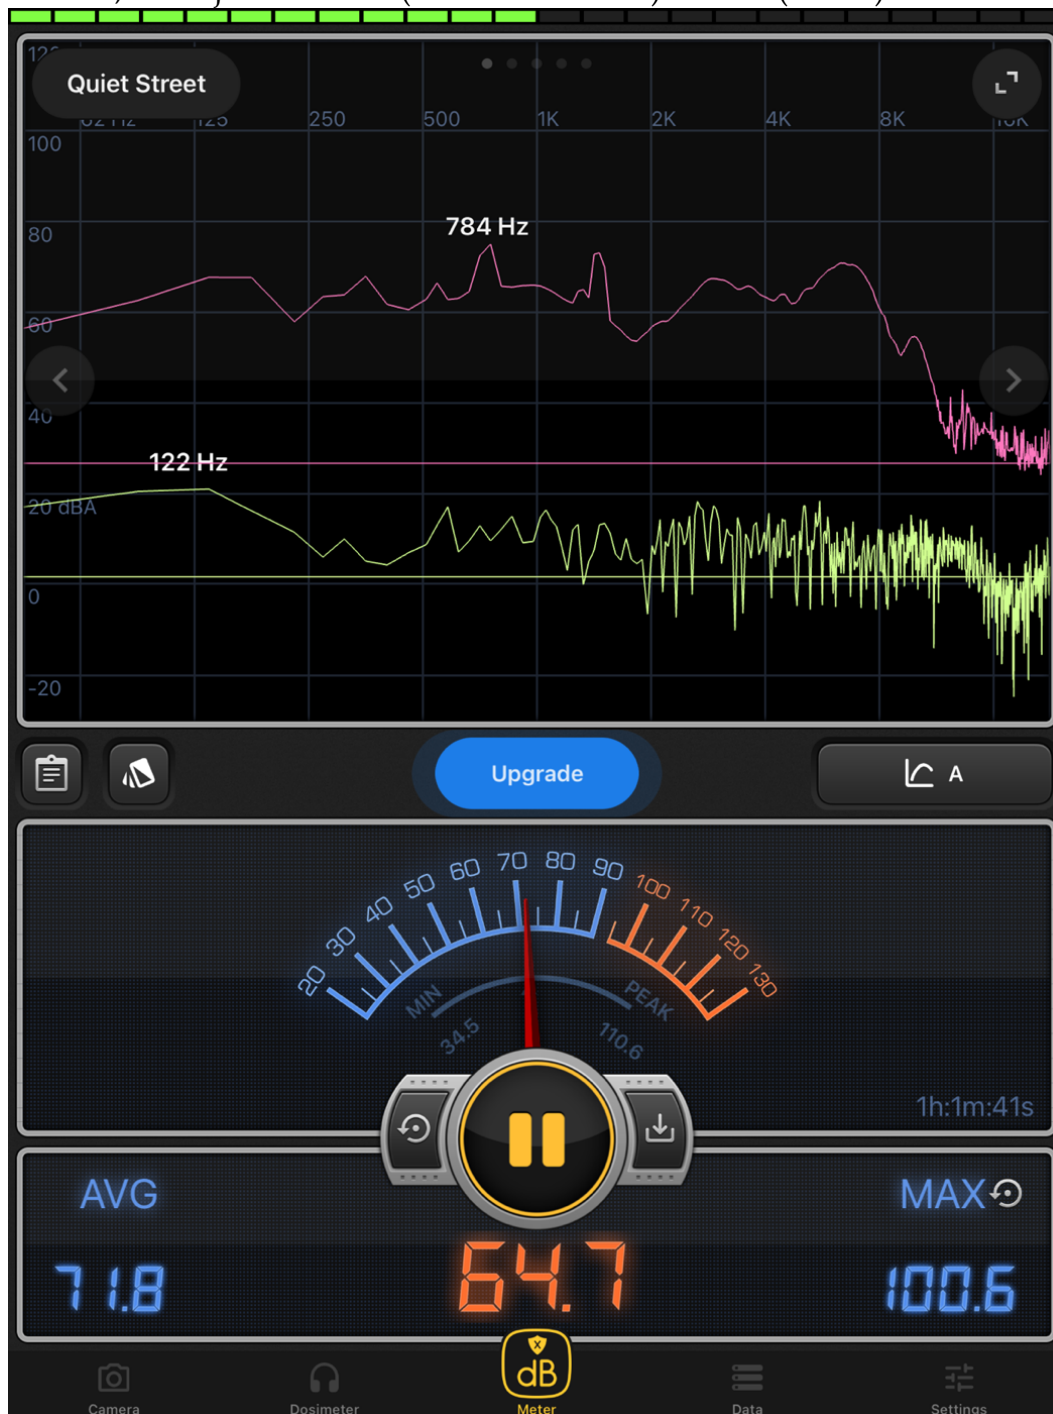 Quiet Street
125
250
500
1K
2K
4K
8K
100
80
784 Hz
60
40
122 Hz
20 dBA
0
-20
Upgrade
A
20 30 40 50 60 70 80 90 100 110 120 130
MIN PEAK
34.5 110.6
1h:1m:41s
AVG MAX
71.8 64.7 100.6
dB
Camera Dosimeter Meter Data Settings